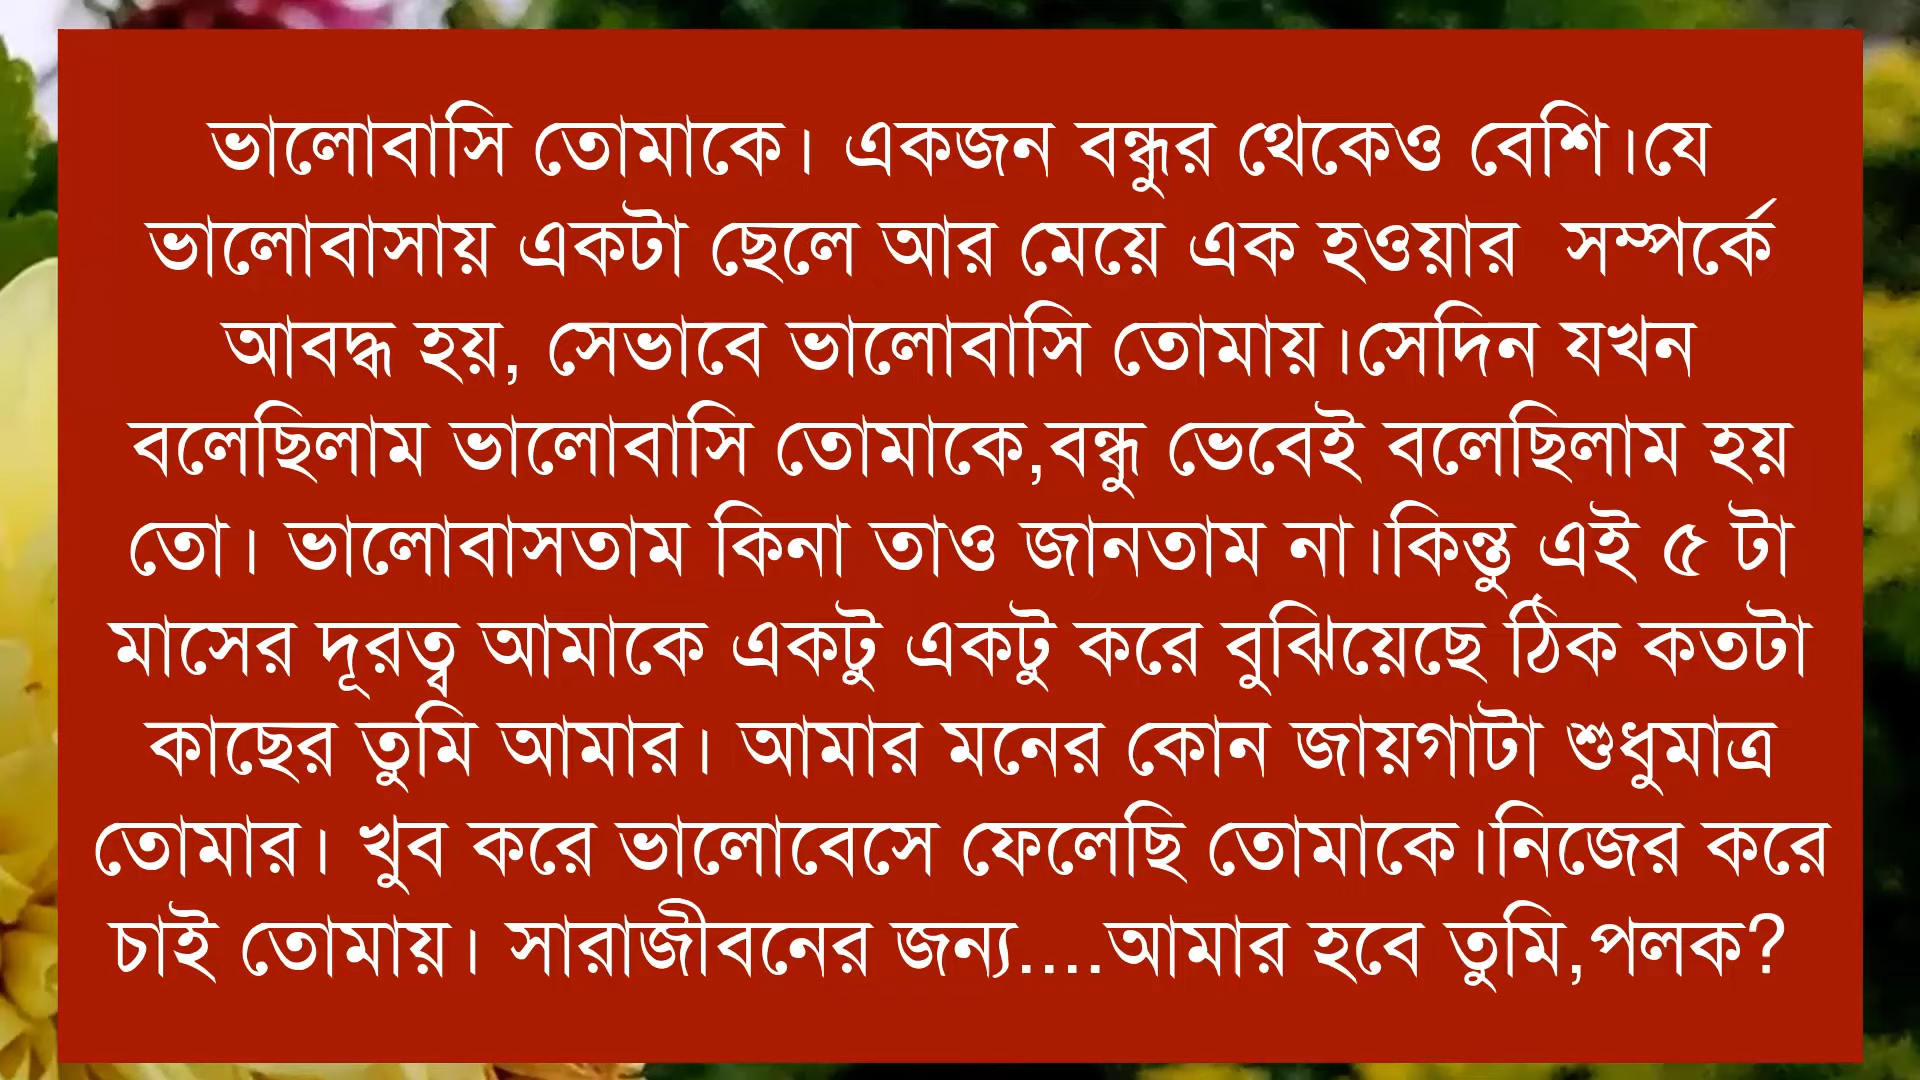 ভালোবাসি তোমাকে। একজন বন্ধুর থেকেও বেশি।যে
ভালোবাসায় একটা ছেলে আর মেয়ে এক হওয়ার  সম্পর্কে
আবদ্ধ হয়, সেভাবে ভালোবাসি তোমায়।সেদিন যখন
বলেছিলাম ভালোবাসি তোমাকে,বন্ধু ভেবেই বলেছিলাম হয়
তো। ভালোবাসতাম কিনা তাও জানতাম না।কিন্তু এই ৫ টা
মাসের দূরত্ব আমাকে একটু একটু করে বুঝিয়েছে ঠিক কতটা
কাছের তুমি আমার। আমার মনের কোন জায়গাটা শুধুমাত্র
তোমার। খুব করে ভালোবেসে ফেলেছি তোমাকে।নিজের করে
চাই তোমায়। সারাজীবনের জন্য....আমার হবে তুমি,পলক?